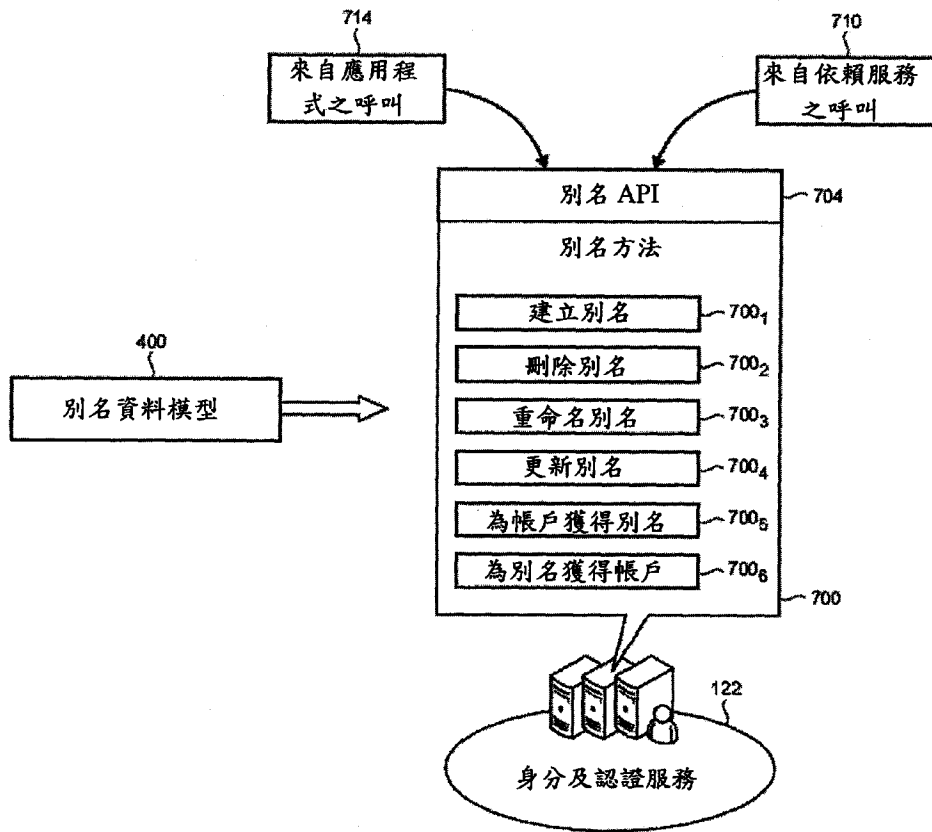 714
來自應用程
式之呼叫
710
來自依賴服務
之呼叫
別名 API
704
別名方法
建立別名
700₁
刪除別名
700₂
400
別名資料模型
重命名別名
700₃
更新別名
700₄
為帳戶獲得別名
700₅
為別名獲得帳戶
700₆
700
122
身分及認證服務